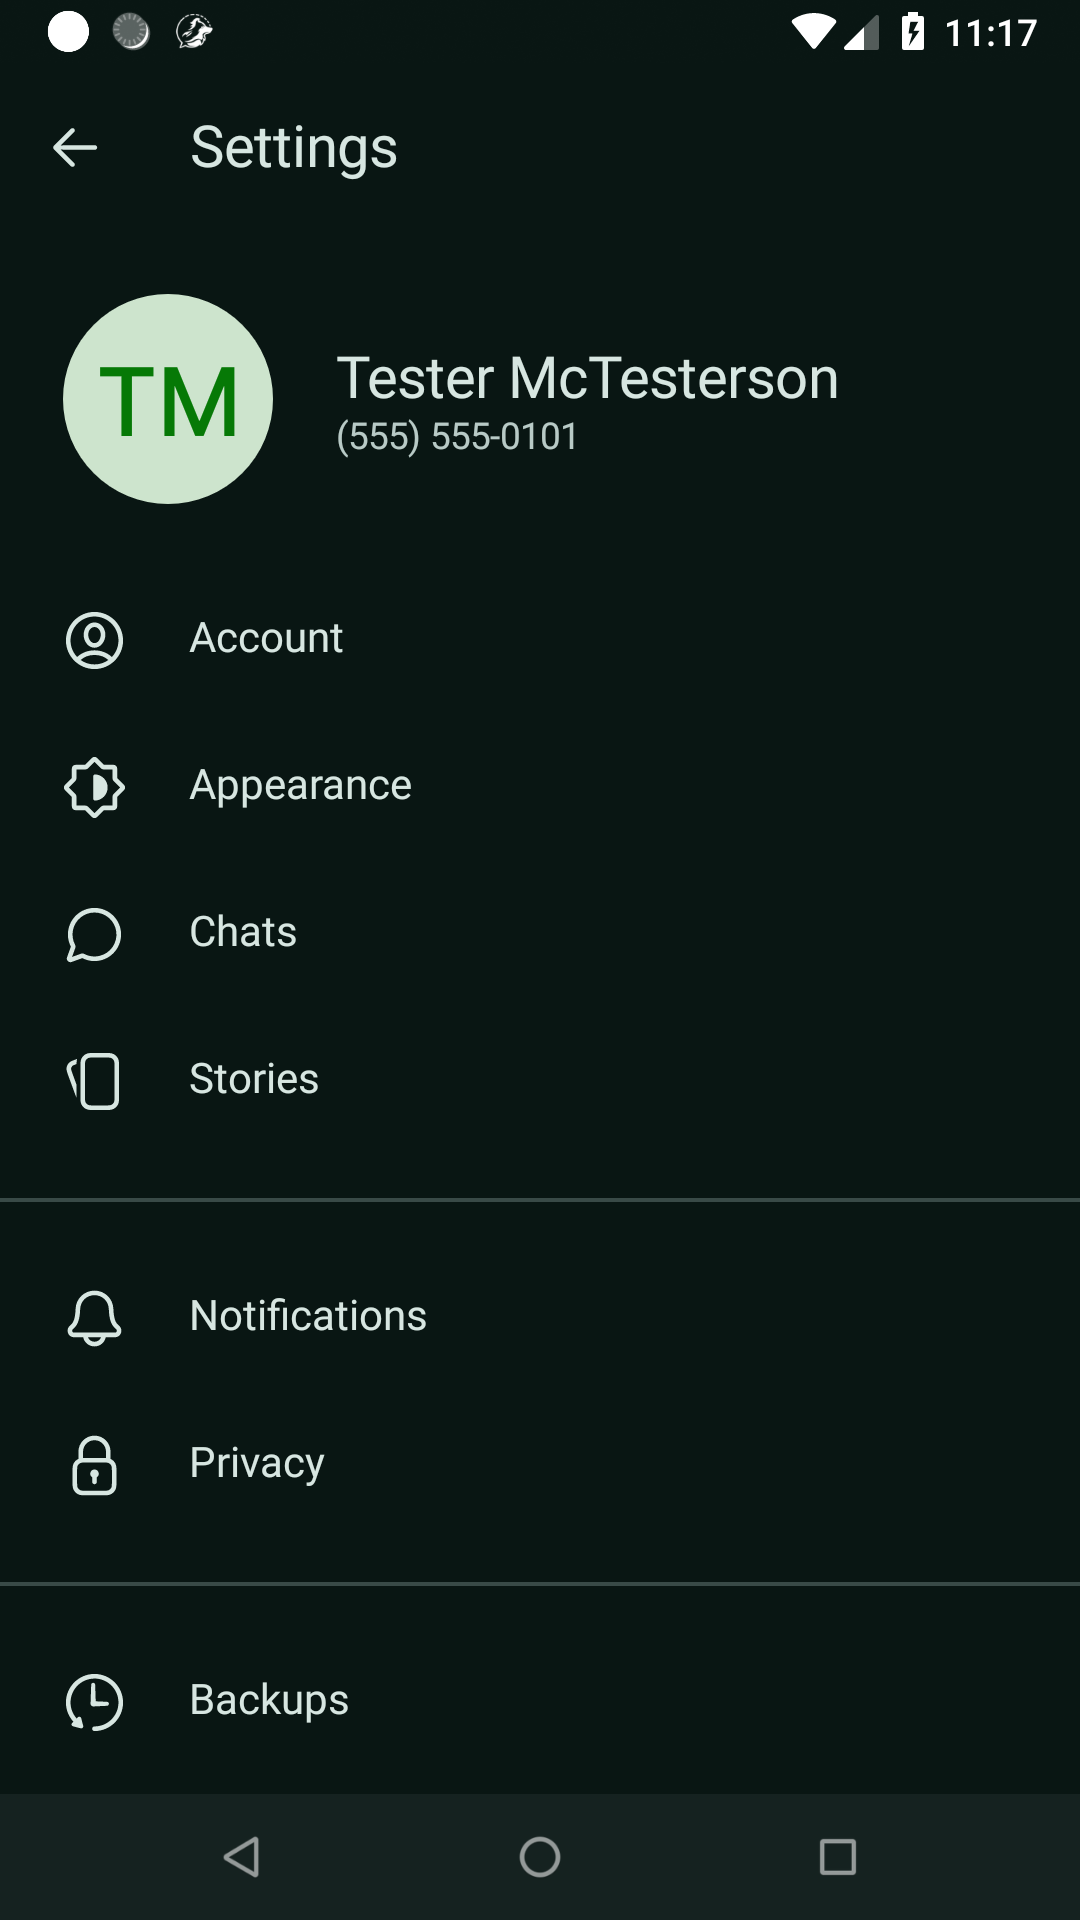 11:17
Settings
TM
Tester McTesterson
(555) 555-0101
Account
Appearance
Chats
Stories
Notifications
Privacy
Backups